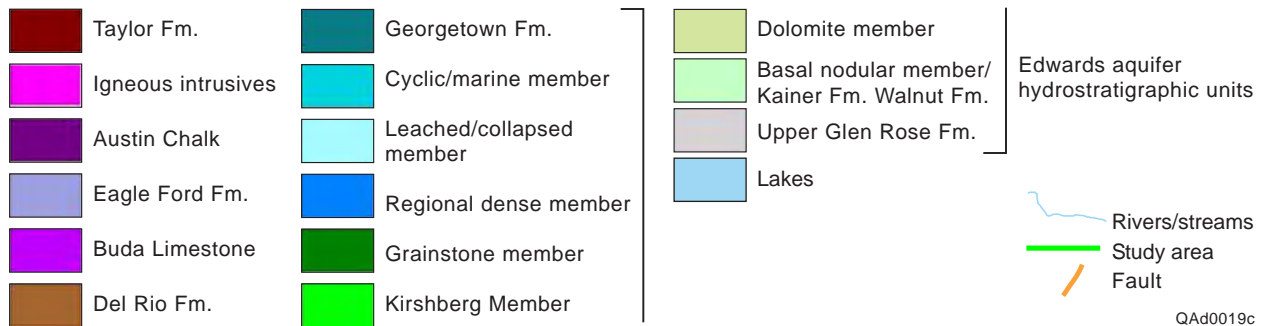 Taylor Fm.
Igneous intrusives
Austin Chalk
Eagle Ford Fm.
Buda Limestone
Del Rio Fm.
Georgetown Fm.
Cyclic/marine member
Leached/collapsed
member
Regional dense member
Grainstone member
Kirshberg Member
Dolomite member
Basal nodular member/
Kainer Fm. Walnut Fm.
Upper Glen Rose Fm.
Lakes
Edwards aquifer
hydrostratigraphic units
Rivers/streams
Study area
Fault
QAd0019c